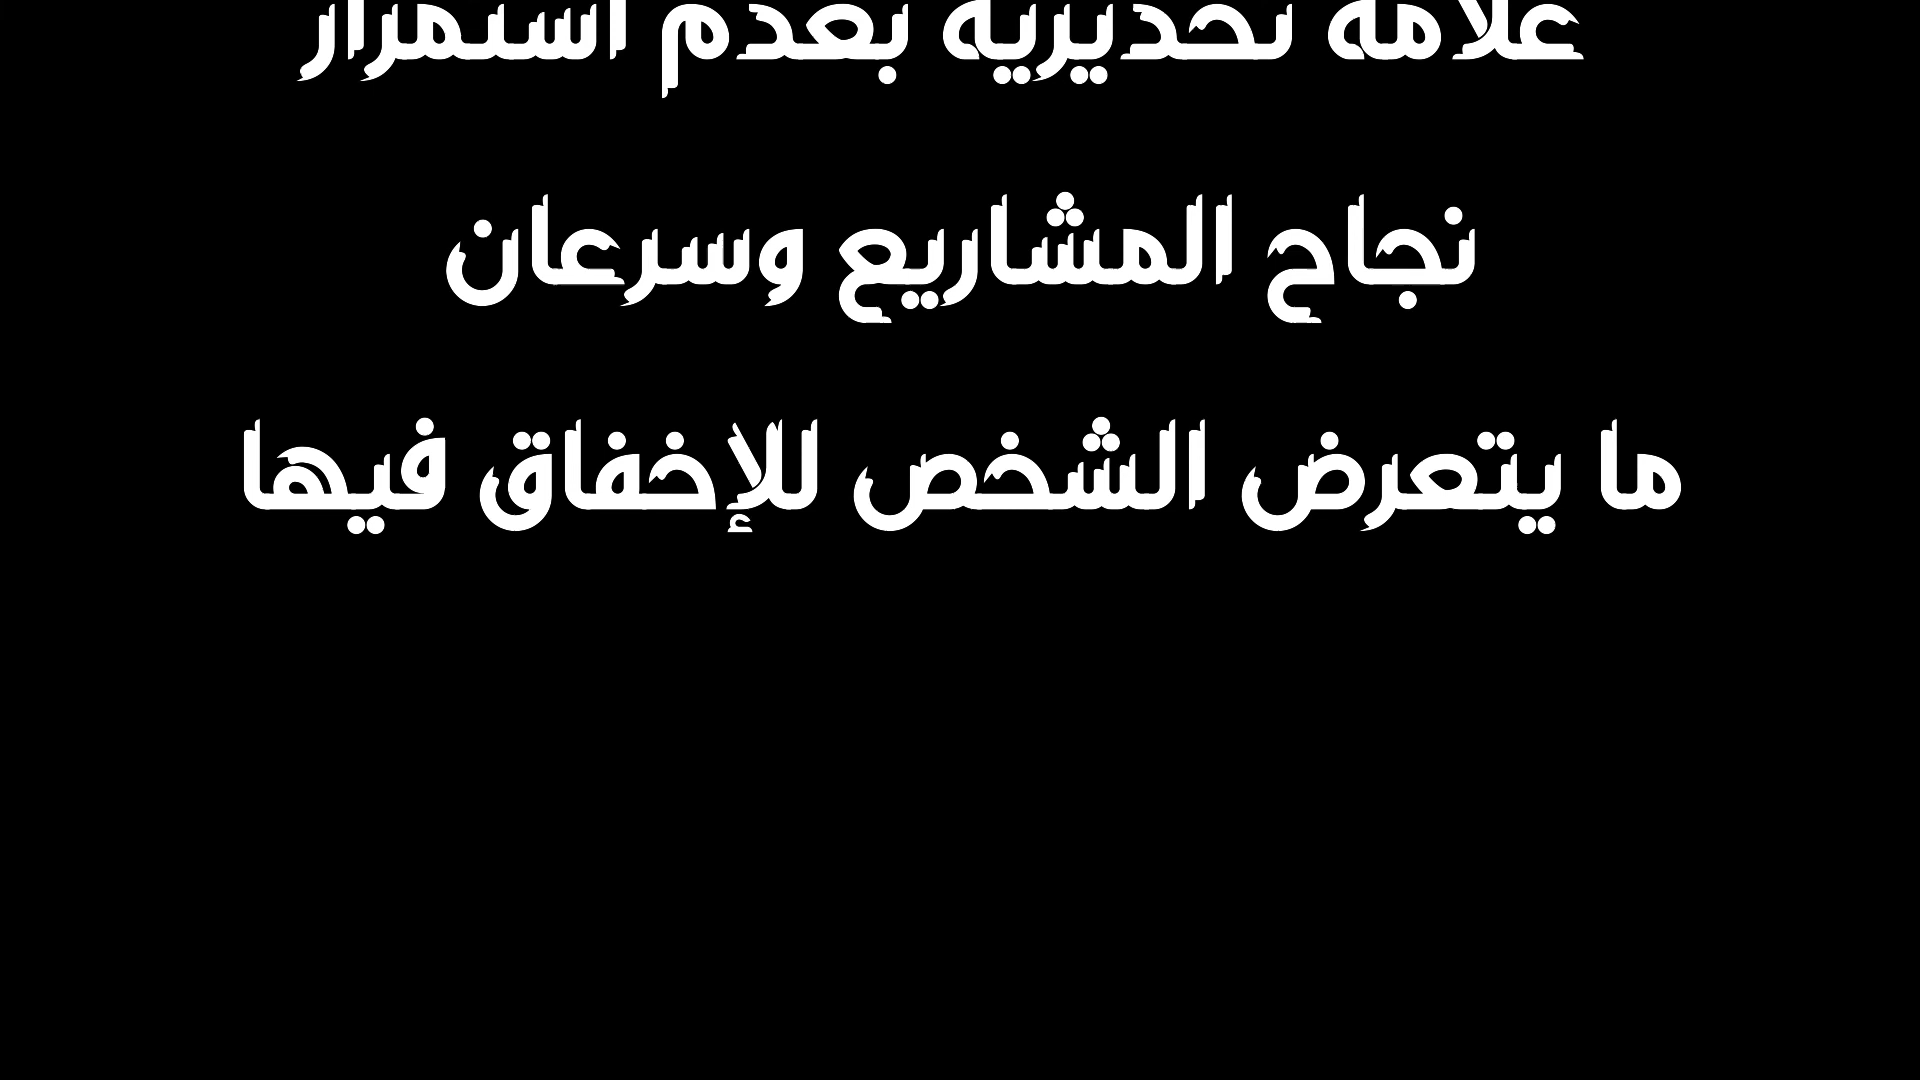 علامة تحذيرية بعدم استمرار
نجاح المشاريع وسرعان
ما يتعرض الشخص للإخفاق فيها